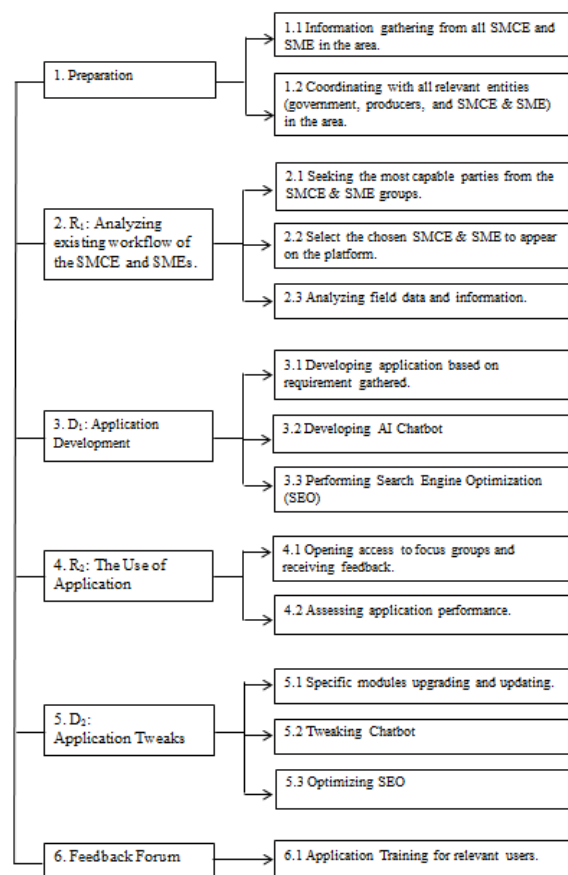 1. Preparation
1.1 Information gathering from all SMCE and
SME in the area.
1.2 Coordinating with all relevant entities
(government, producers, and SMCE & SME)
in the area.
2. R₁: Analyzing
existing workflow of
the SMCE and SMEs.
2.1 Seeking the most capable parties from the
SMCE & SME groups.
2.2 Select the chosen SMCE & SME to appear
on the platform.
2.3 Analyzing field data and information.
3. D₁: Application
Development
3.1 Developing application based on
requirement gathered.
3.2 Developing AI Chatbot
3.3 Performing Search Engine Optimization
(SEO)
4. R₂: The Use of
Application
4.1 Opening access to focus groups and
receiving feedback.
4.2 Assessing application performance.
5. D₂:
Application Tweaks
5.1 Specific modules upgrading and updating.
5.2 Tweaking Chatbot
5.3 Optimizing SEO
6. Feedback Forum
6.1 Application Training for relevant users.